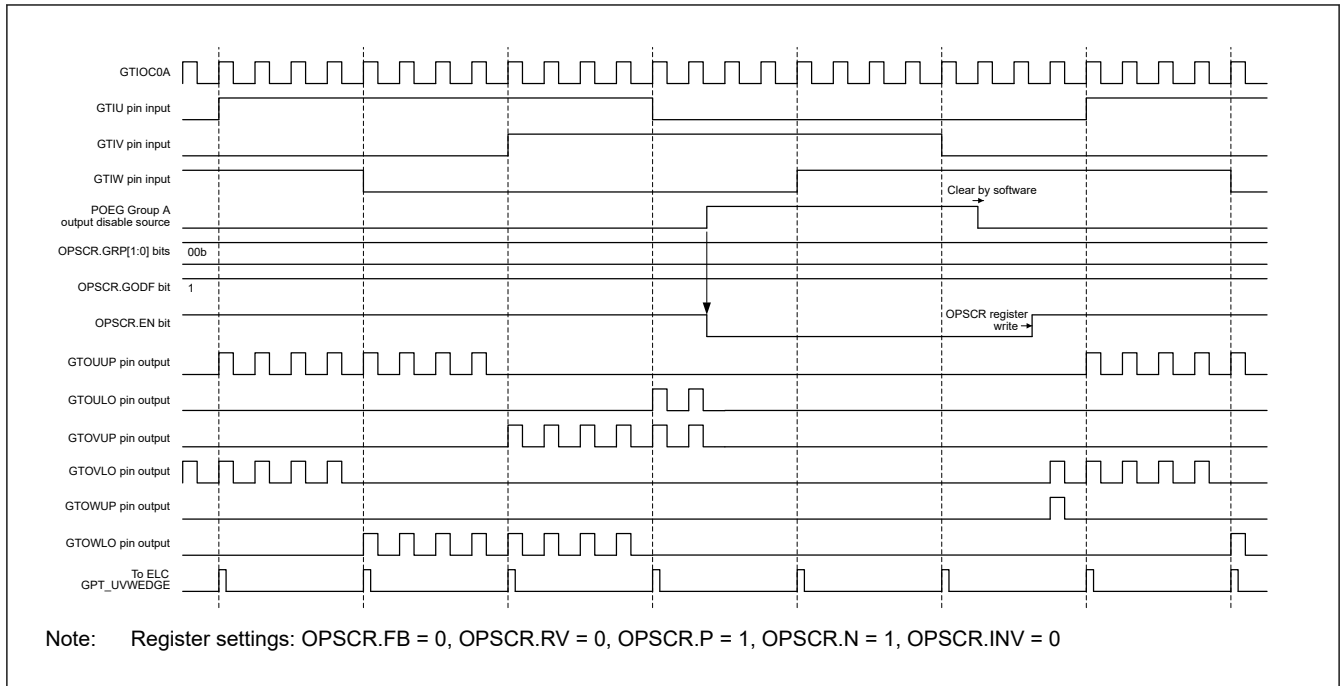 GTIOC0A
GTIU pin input
GTIV pin input
GTIW pin input
Clear by software
POEG Group A
output disable source
OPSCR.GRP[1:0] bits 00b
OPSCR.GODF bit 1
OPSCR.EN bit
OPSCR register
write
GTOUUP pin output
GTOULO pin output
GTOVUP pin output
GTOVLO pin output
GTOWUP pin output
GTOWLO pin output
To ELC
GPT_UVWEDGE
Note: Register settings: OPSCR.FB = 0, OPSCR.RV = 0, OPSCR.P = 1, OPSCR.N = 1, OPSCR.INV = 0